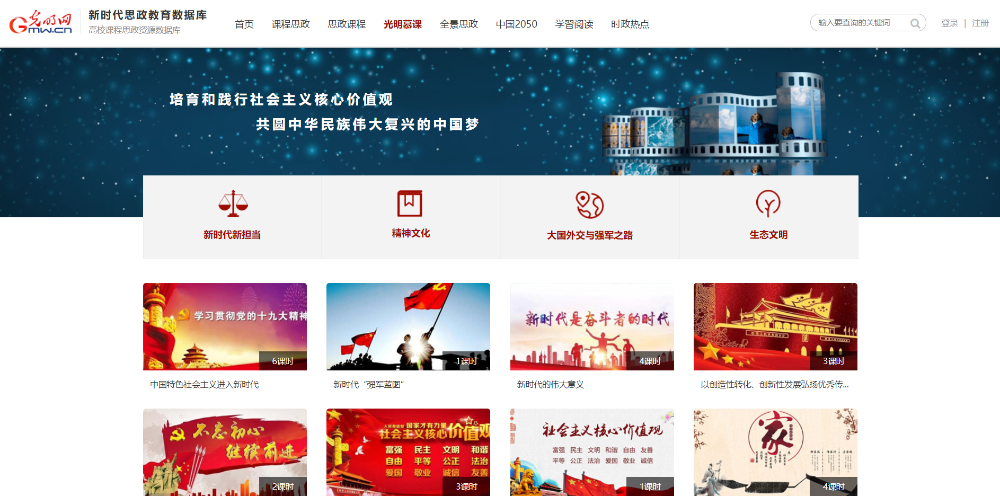 光明网
Gmw.cn
新时代思政教育数据库
高校课程思政资源数据库
首页 课程思政 思政课程 光明慕课 全景思政 中国2050 学習阅读 时政热点
输入要查询的关键词
登录 | 注册
培育和践行社会主义核心价值观
共圆中华民族伟大复兴的中国梦
新时代新担当
精神文化
大国外交与强军之路
生态文明
学习贯彻党的十九大精神
6课时
1课时
新时代是奋斗者的时代
4课时
3课时
中国特色社会主义进入新时代
新时代“强军蓝图”
新时代的伟大意义
以创造性转化、创新性发展弘扬优秀传...
不忘初心
继续前进
2课时
人民有信仰 国家才有力量
社会主义核心价值观
富强 民主 文明 和谐
自由 平等 公正 法治
爱国 敬业 诚信 友善
3课时
社会主义核心价值观
富强 民主 文明 和谐 自由 友善
平等 公正 法治 爱国 敬业 诚信
1课时
家
4课时